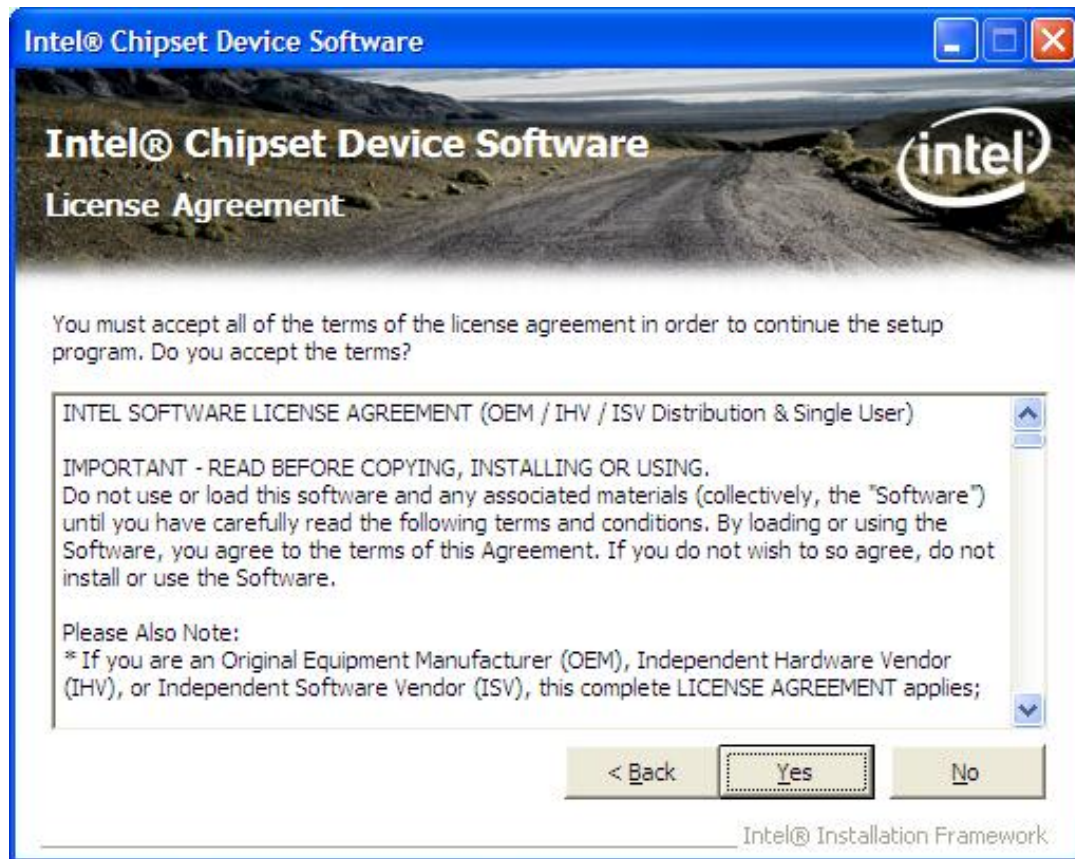 Intel® Chipset Device Software
Intel® Chipset Device Software
intel
License Agreement
You must accept all of the terms of the license agreement in order to continue the setup
program. Do you accept the terms?
INTEL SOFTWARE LICENSE AGREEMENT (OEM / IHV / ISV Distribution & Single User)
IMPORTANT - READ BEFORE COPYING, INSTALLING OR USING.
Do not use or load this software and any associated materials (collectively, the "Software")
until you have carefully read the following terms and conditions. By loading or using the
Software, you agree to the terms of this Agreement. If you do not wish to so agree, do not
install or use the Software.
Please Also Note:
* If you are an Original Equipment Manufacturer (OEM), Independent Hardware Vendor
(IHV), or Independent Software Vendor (ISV), this complete LICENSE AGREEMENT applies;
< Back Yes No
Intel® Installation Framework